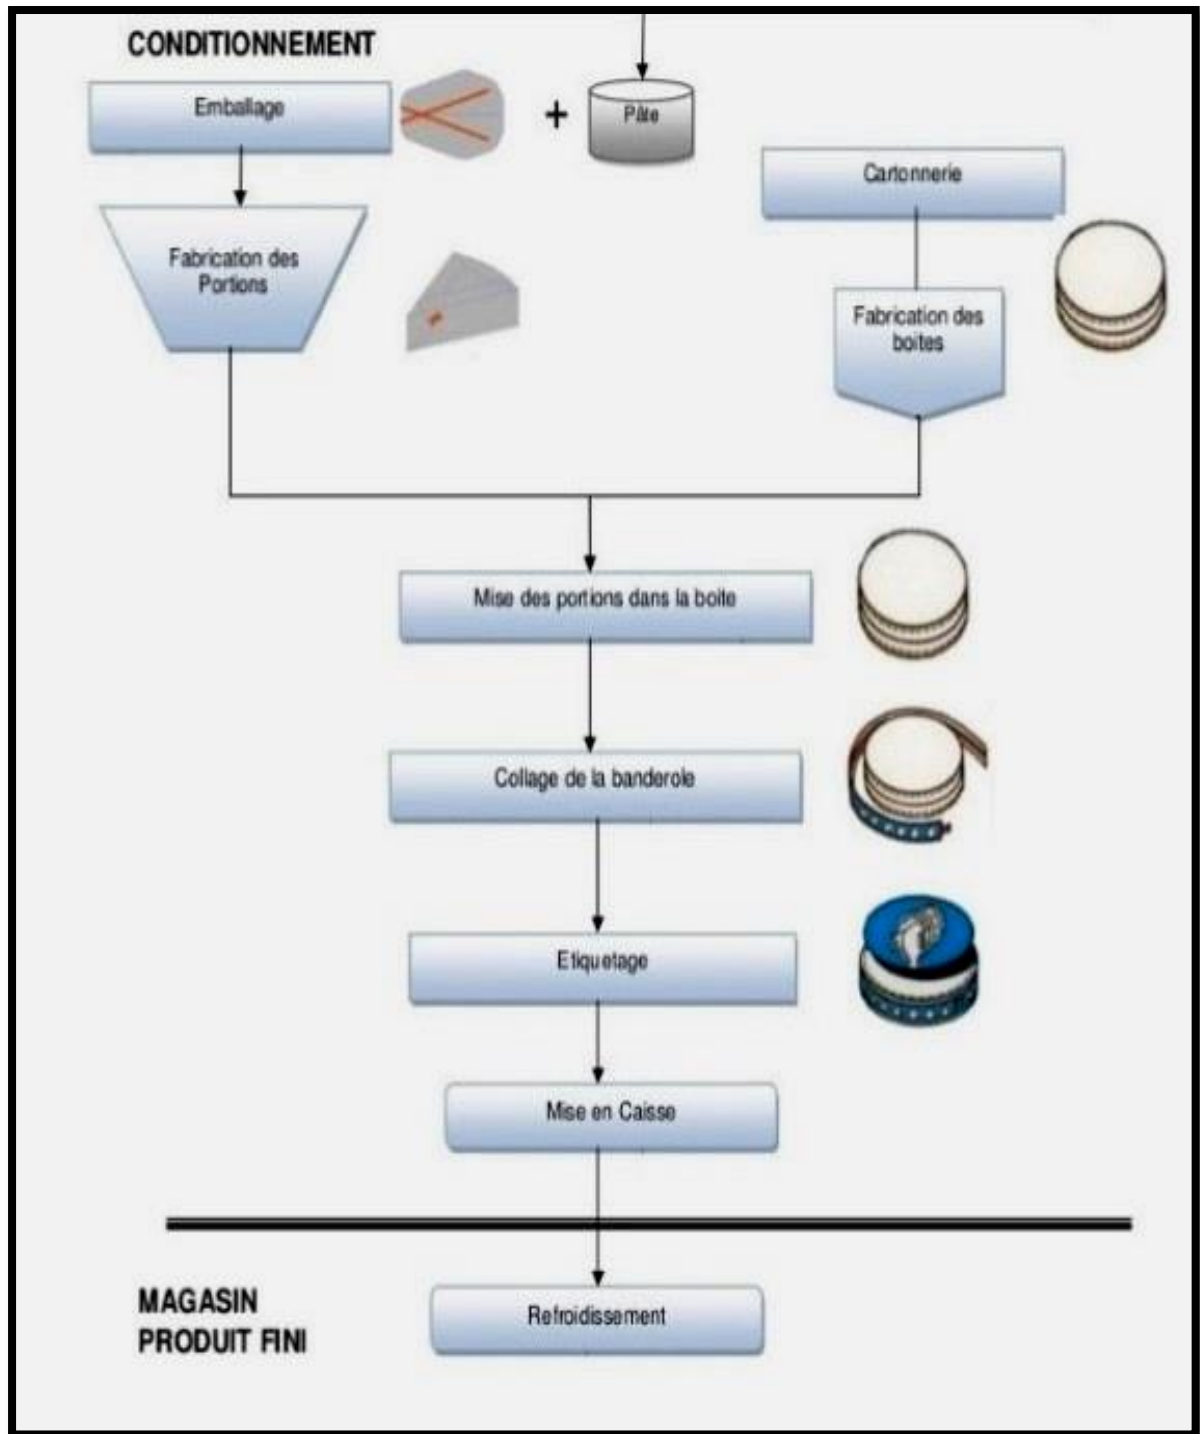 CONDITIONNEMENT
Emballage
+
Pâte
Cartonnerie
Fabrication des
Portions
Fabrication des
boites
Mise des portions dans la boite
Collage de la banderole
Etiquetage
Mise en Caisse
MAGASIN
PRODUIT FINI
Refroidissement